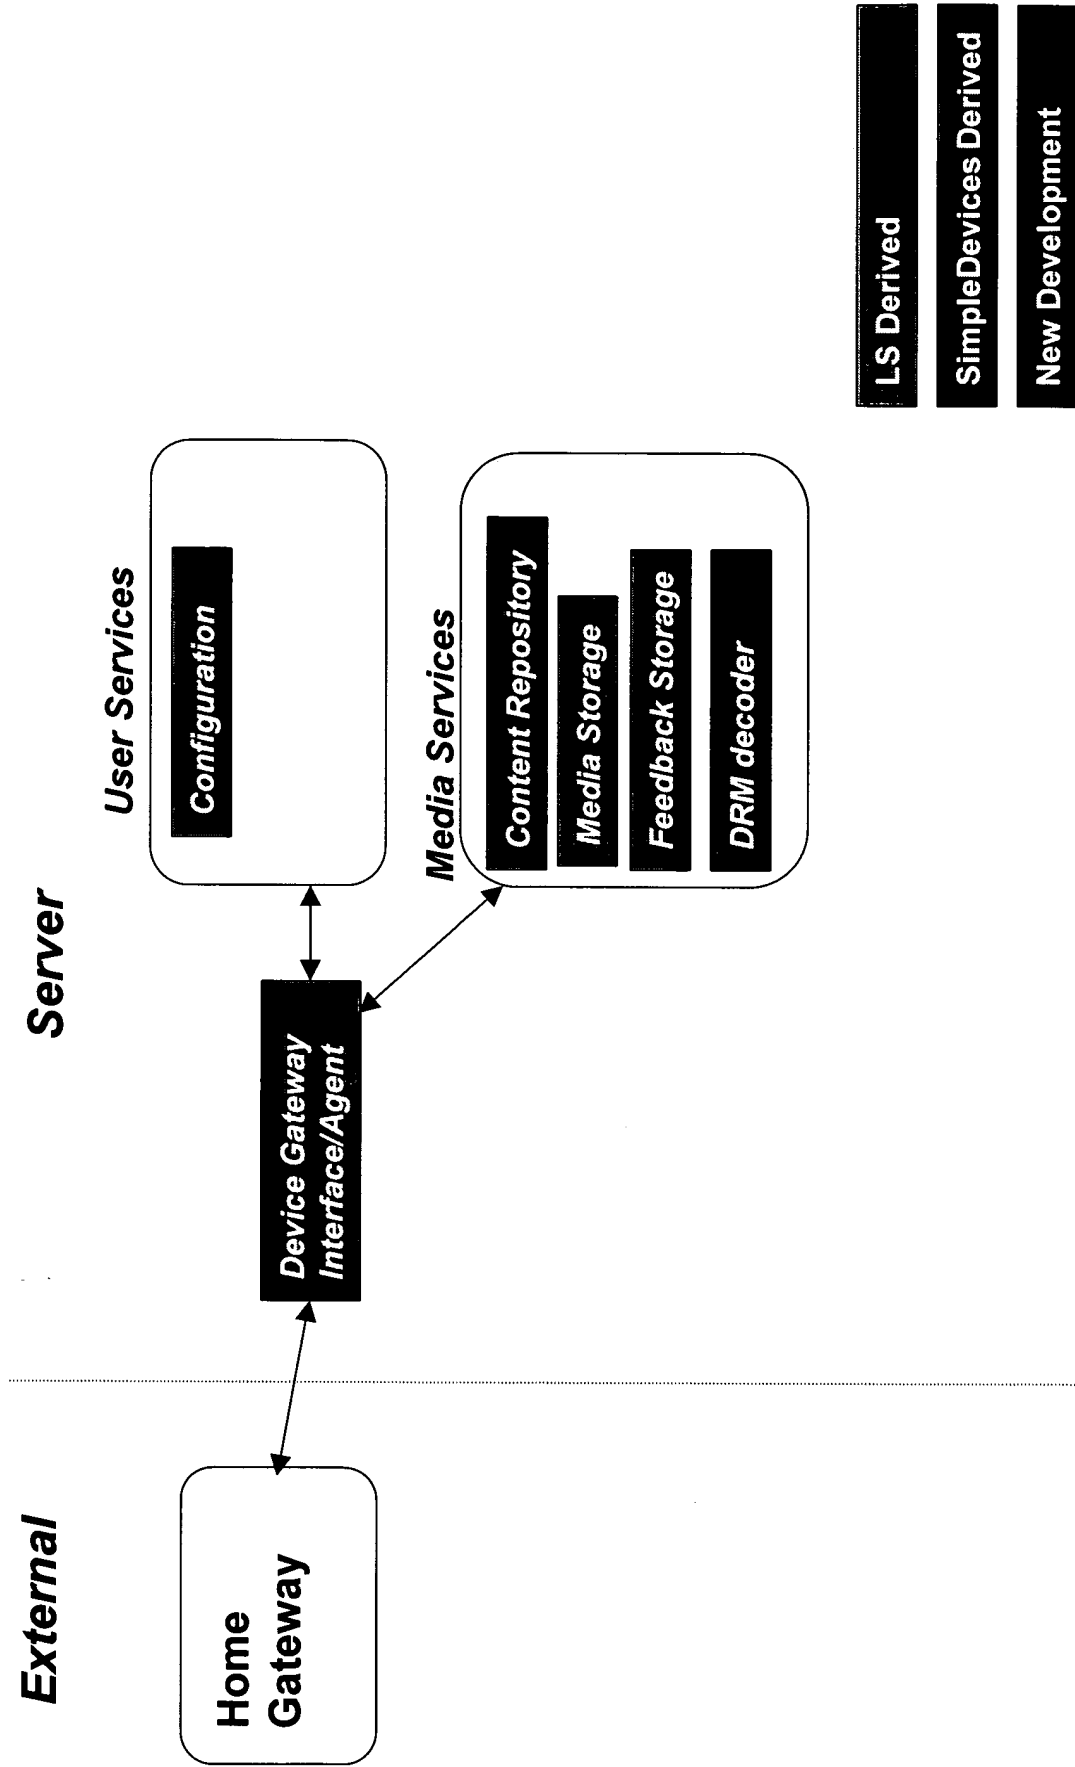 External
Server
Home
Gateway
Device Gateway
Interface/Agent
User Services
Configuration
Media Services
Content Repository
Media Storage
Feedback Storage
DRM decoder
LS Derived
SimpleDevices Derived
New Development